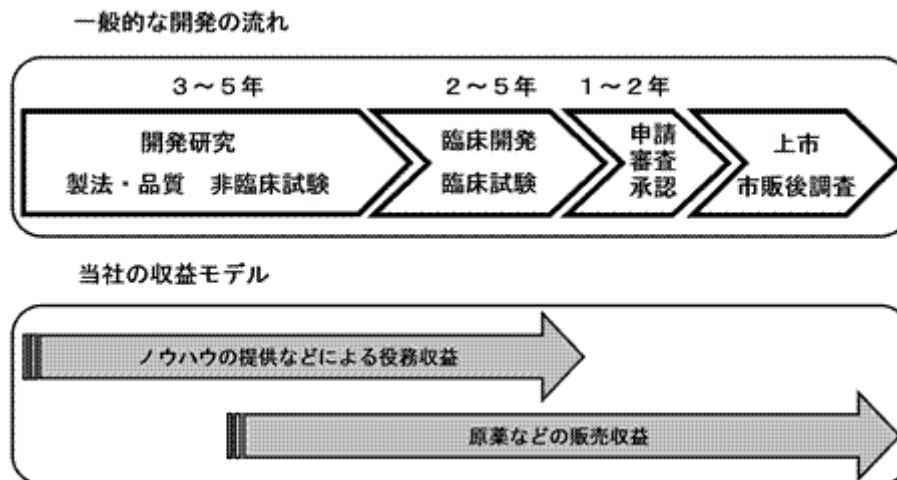 一般的な開発の流れ
3~5年
2~5年
1~2年
開発研究
製法・品質 非臨床試験
臨床開発
臨床試験
申請
審査
承認
上市
市販後調査
当社の収益モデル
ノウハウの提供などによる役務収益
原薬などの販売収益